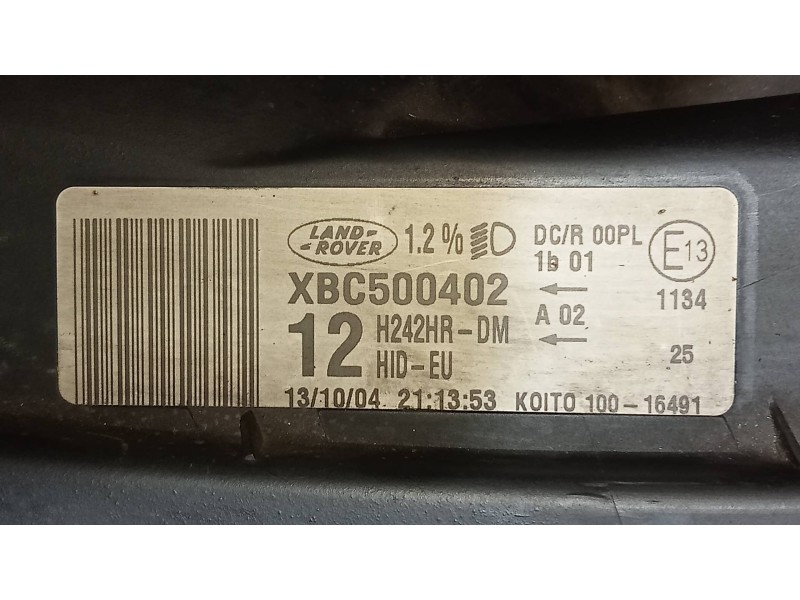 LAND-
ROVER
1.2%
DC/R 00PL
1b 01
E13
XBC500402
1134
12
H242HR-DM
A 02
HID-EU
25
13/10/04 21:13:53 KOITO 100-16491